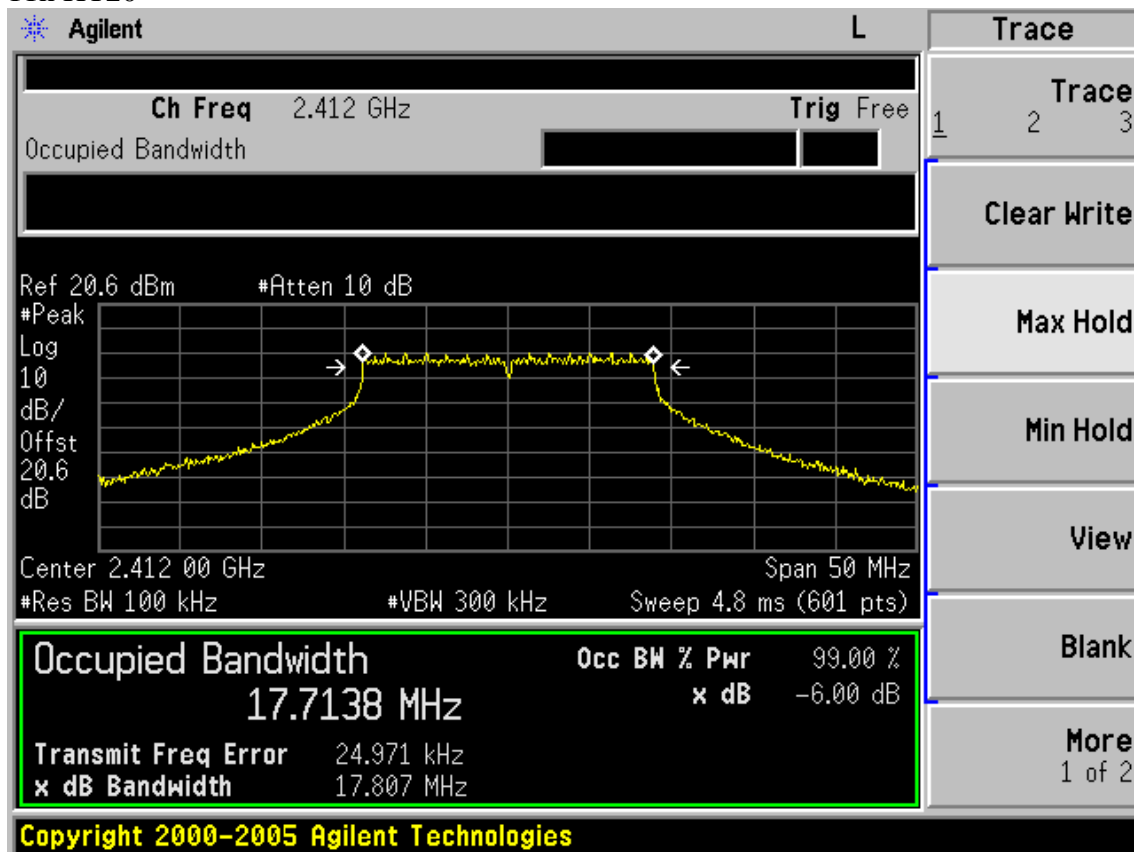 Agilent L Trace
Ch Freq 2.412 GHz Trig Free
Occupied Bandwidth
Trace
1 2 3
Clear Write
Max Hold
Min Hold
View
Blank
More
1 of 2
Ref 20.6 dBm #Atten 10 dB
#Peak
Log
10
dB/
Offst
20.6
dB
Center 2.412 00 GHz Span 50 MHz
#Res BW 100 kHz #VBW 300 kHz Sweep 4.8 ms (601 pts)
Occupied Bandwidth Occ BW % Pwr 99.00 %
17.7138 MHz x dB -6.00 dB
Transmit Freq Error 24.971 kHz
x dB Bandwidth 17.807 MHz
Copyright 2000-2005 Agilent Technologies